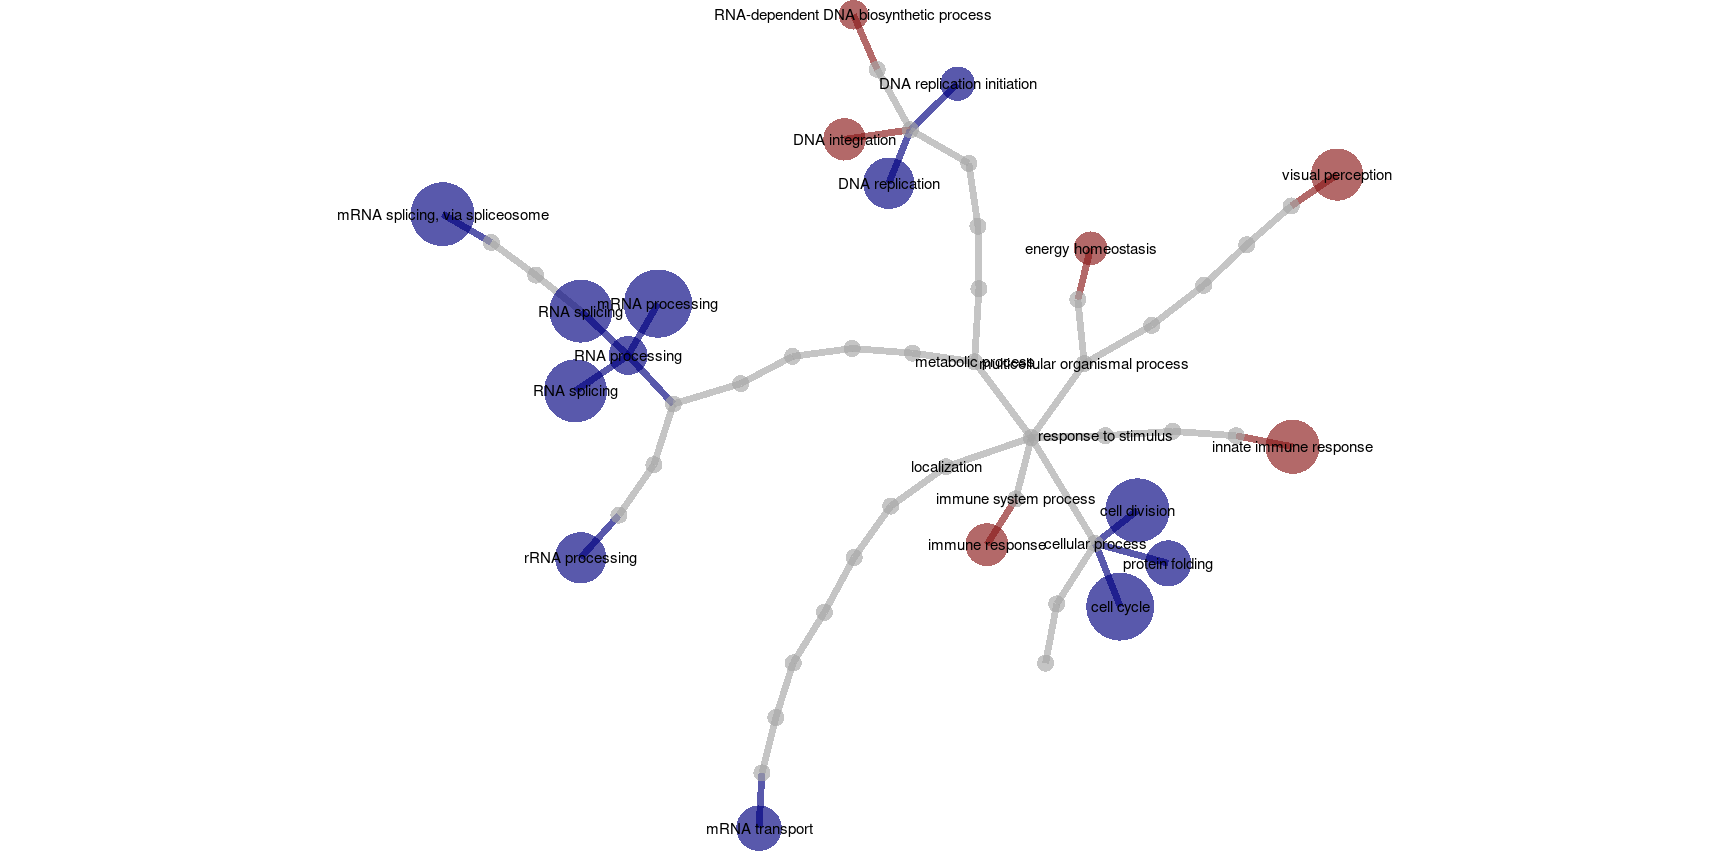 RNA-dependent DNA biosynthetic process
DNA replication initiation
DNA integration
visual perception
DNA replication
mRNA splicing, via spliceosome
energy homeostasis
mRNA processing
RNA splicing
RNA processing
metabolic process
multicellular organismal process
RNA splicing
response to stimulus
innate immune response
localization
immune system process
cell division
immune response
cellular process
rRNA processing
protein folding
cell cycle
mRNA transport